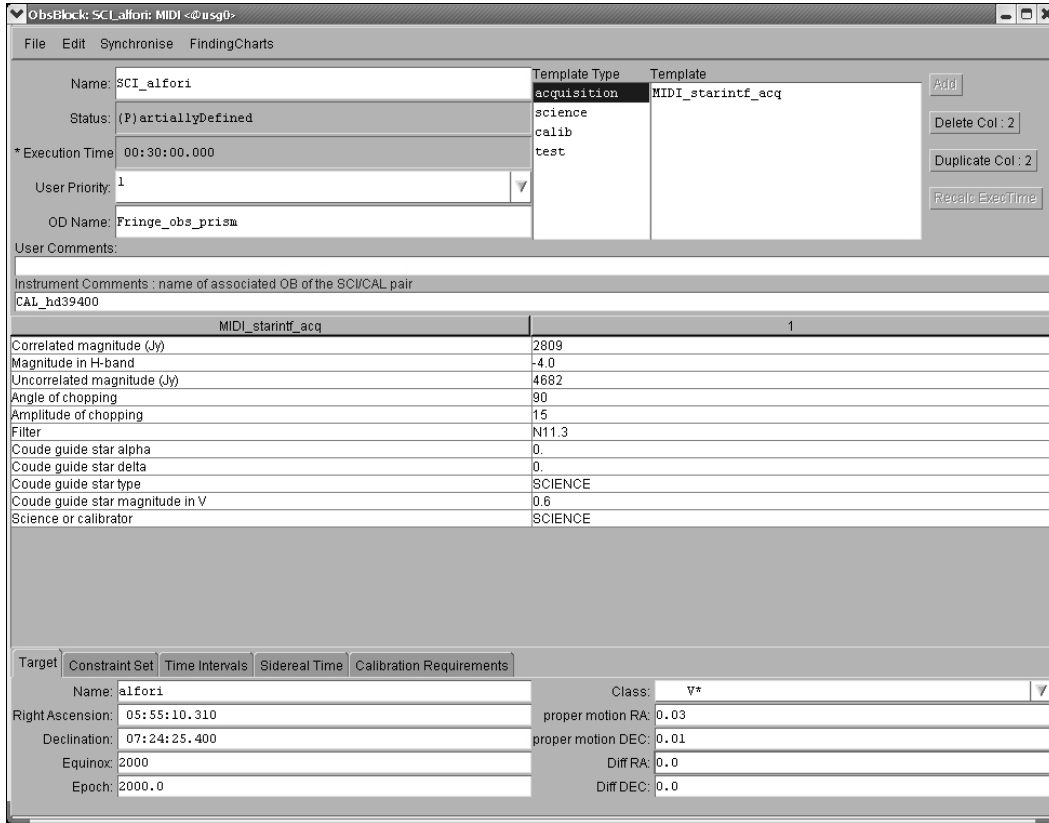 ObsBlock: SCI_alfori: MIDI <@usg0>
File Edit Synchronise FindingCharts
Name: SCI_alfori
Status: (P)artiallyDefined
* Execution Time 00:30:00.000
User Priority: 1
OD Name: Fringe_obs_prism
Template Type Template
acquisition MIDI_starintf_acq
science
calib
test
Add
Delete Col : 2
Duplicate Col : 2
Recalc ExecTime
User Comments:
Instrument Comments : name of associated OB of the SCI/CAL pair
CAL_hd39400
MIDI_starintf_acq 1
Correlated magnitude (Jy) 2809
Magnitude in H-band -4.0
Uncorrelated magnitude (Jy) 4682
Angle of chopping 90
Amplitude of chopping 15
Filter N11.3
Coude guide star alpha 0.
Coude guide star delta 0.
Coude guide star type SCIENCE
Coude guide star magnitude in V 0.6
Science or calibrator SCIENCE
Target Constraint Set Time Intervals Sidereal Time Calibration Requirements
Name: alfori Class: V*
Right Ascension: 05:55:10.310 proper motion RA: 0.03
Declination: 07:24:25.400 proper motion DEC: 0.01
Equinox: 2000 Diff RA: 0.0
Epoch: 2000.0 Diff DEC: 0.0